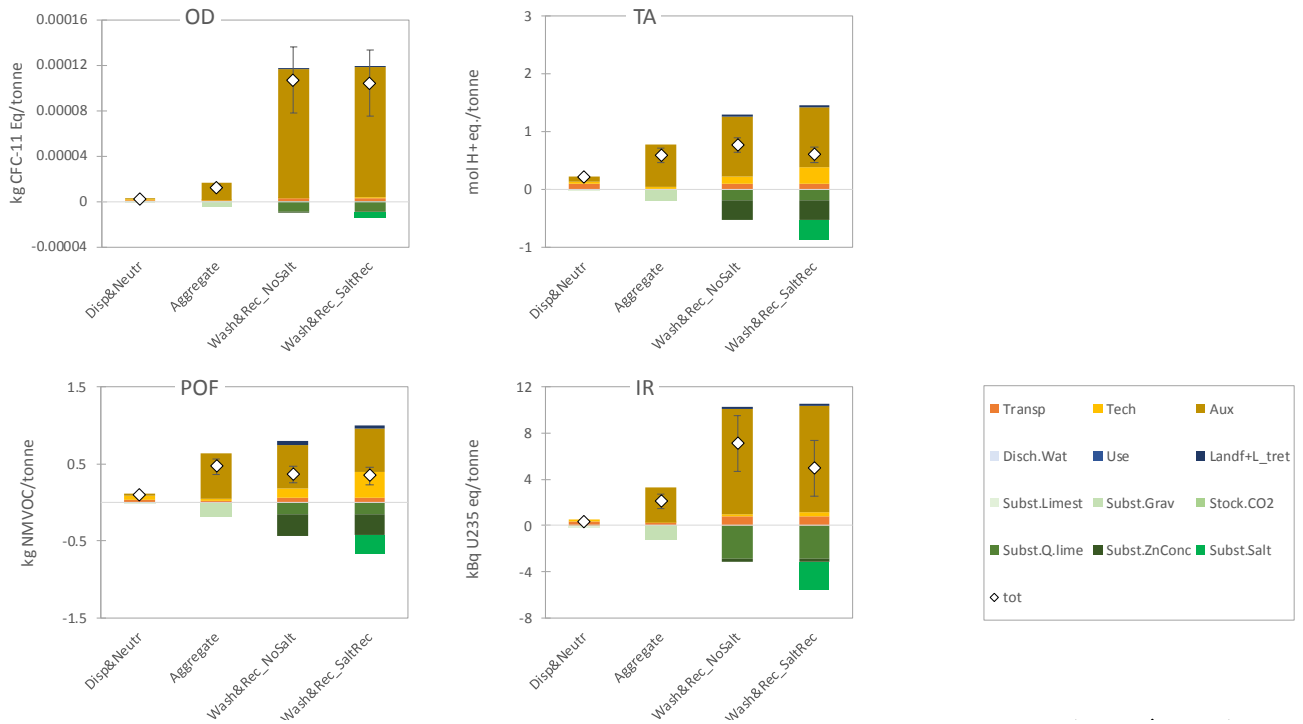 OD
0.00016
0.00012
0.00008
0.00004
0
-0.00004
kg CFC-11 Eq/tonne
Disp&Neutr
Aggregate
Wash&Rec_NoSalt
Wash&Rec_SaltRec
TA
3
2
1
0
-1
mol H+ eq./tonne
Disp&Neutr
Aggregate
Wash&Rec_NoSalt
Wash&Rec_SaltRec
POF
1.5
0.5
-0.5
-1.5
kg NMVOC/tonne
Disp&Neutr
Aggregate
Wash&Rec_NoSalt
Wash&Rec_SaltRec
IR
12
8
4
0
-4
-8
kBq U235 eq/tonne
Disp&Neutr
Aggregate
Wash&Rec_NoSalt
Wash&Rec_SaltRec
Transp Tech Aux
Disch.Wat Use Landf+L_tret
Subst.Limest Subst.Grav Stock.CO2
Subst.Q.lime Subst.ZnConc Subst.Salt
tot